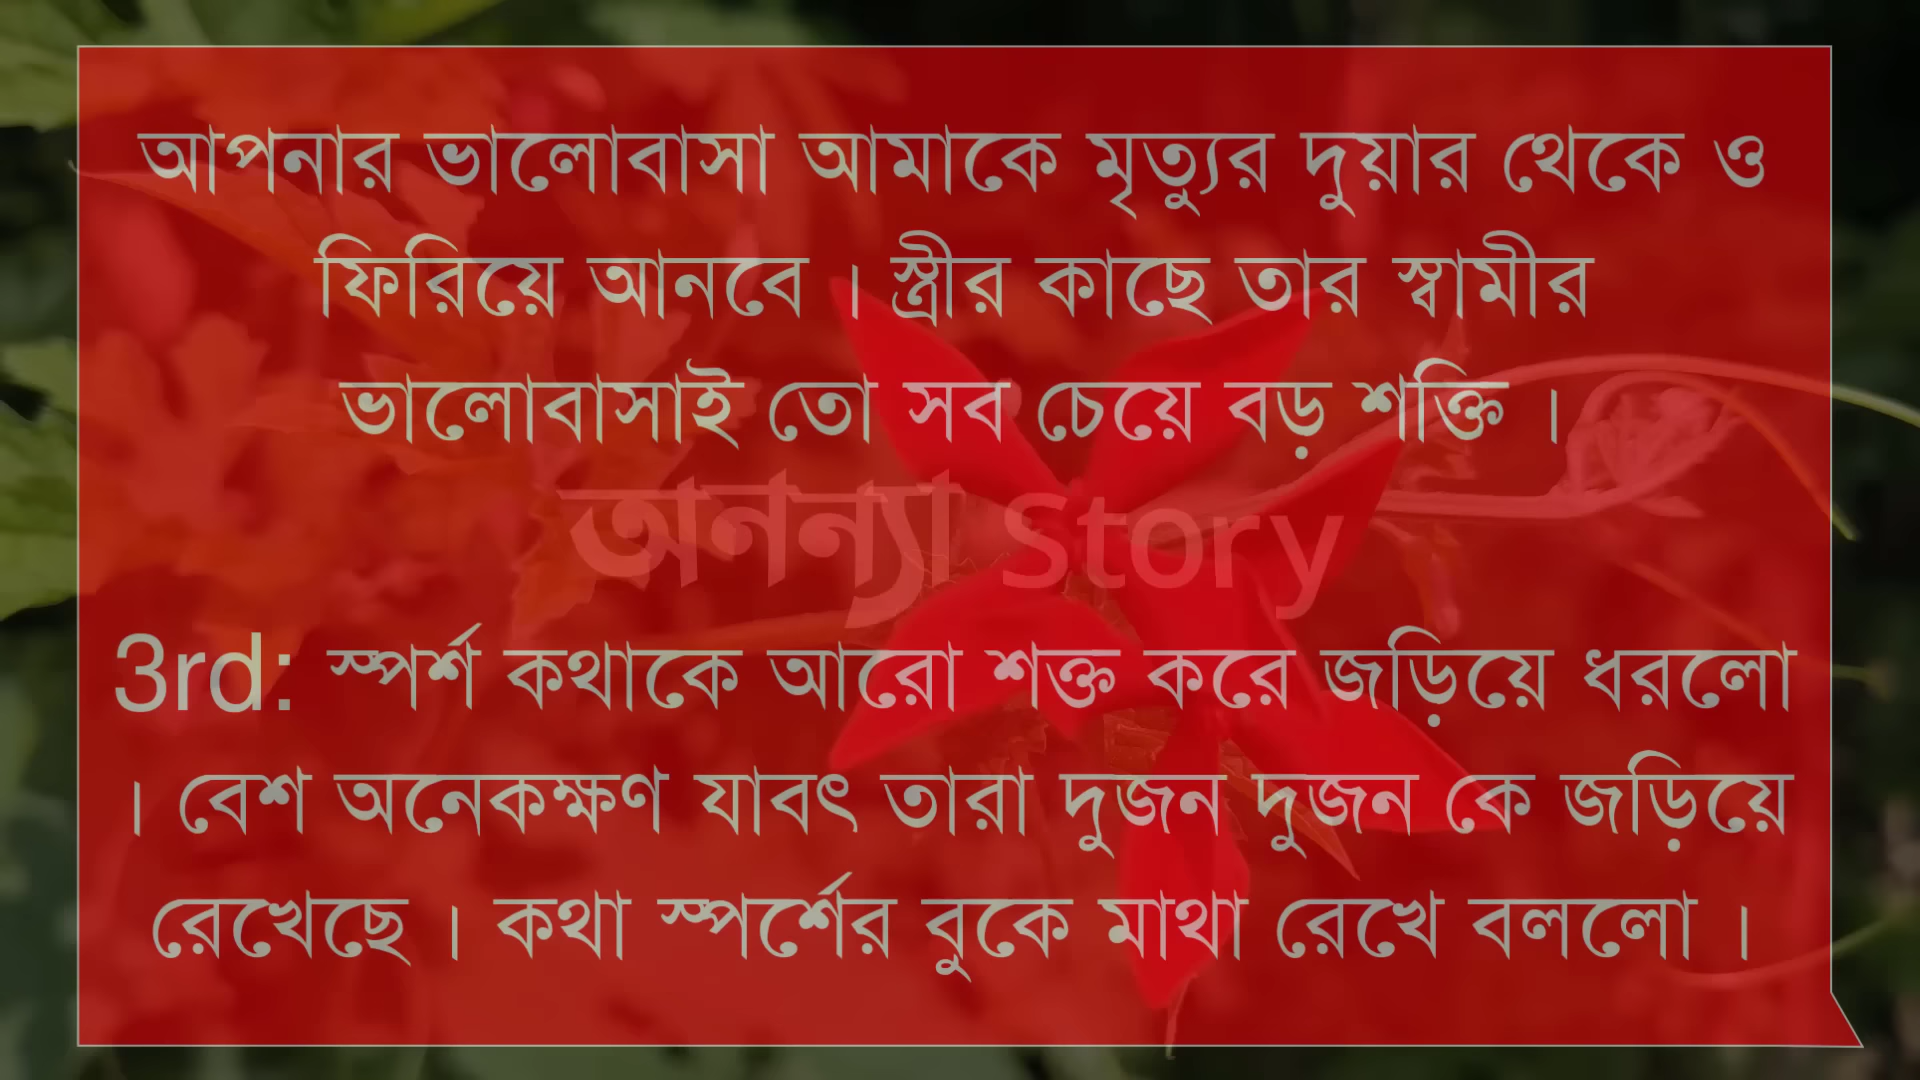 আপনার ভালোবাসা আমাকে মৃত্যুর দুয়ার থেকে ও
ফিরিয়ে আনবে । স্ত্রীর কাছে তার স্বামীর
ভালোবাসাই তো সব চেয়ে বড় শক্তি ।
অনন্যা Story
3rd: স্পর্শ কথাকে আরো শক্ত করে জড়িয়ে ধরলো
। বেশ অনেকক্ষণ যাবৎ তারা দুজন দুজন কে জড়িয়ে
রেখেছে । কথা স্পর্শের বুকে মাথা রেখে বললো ।